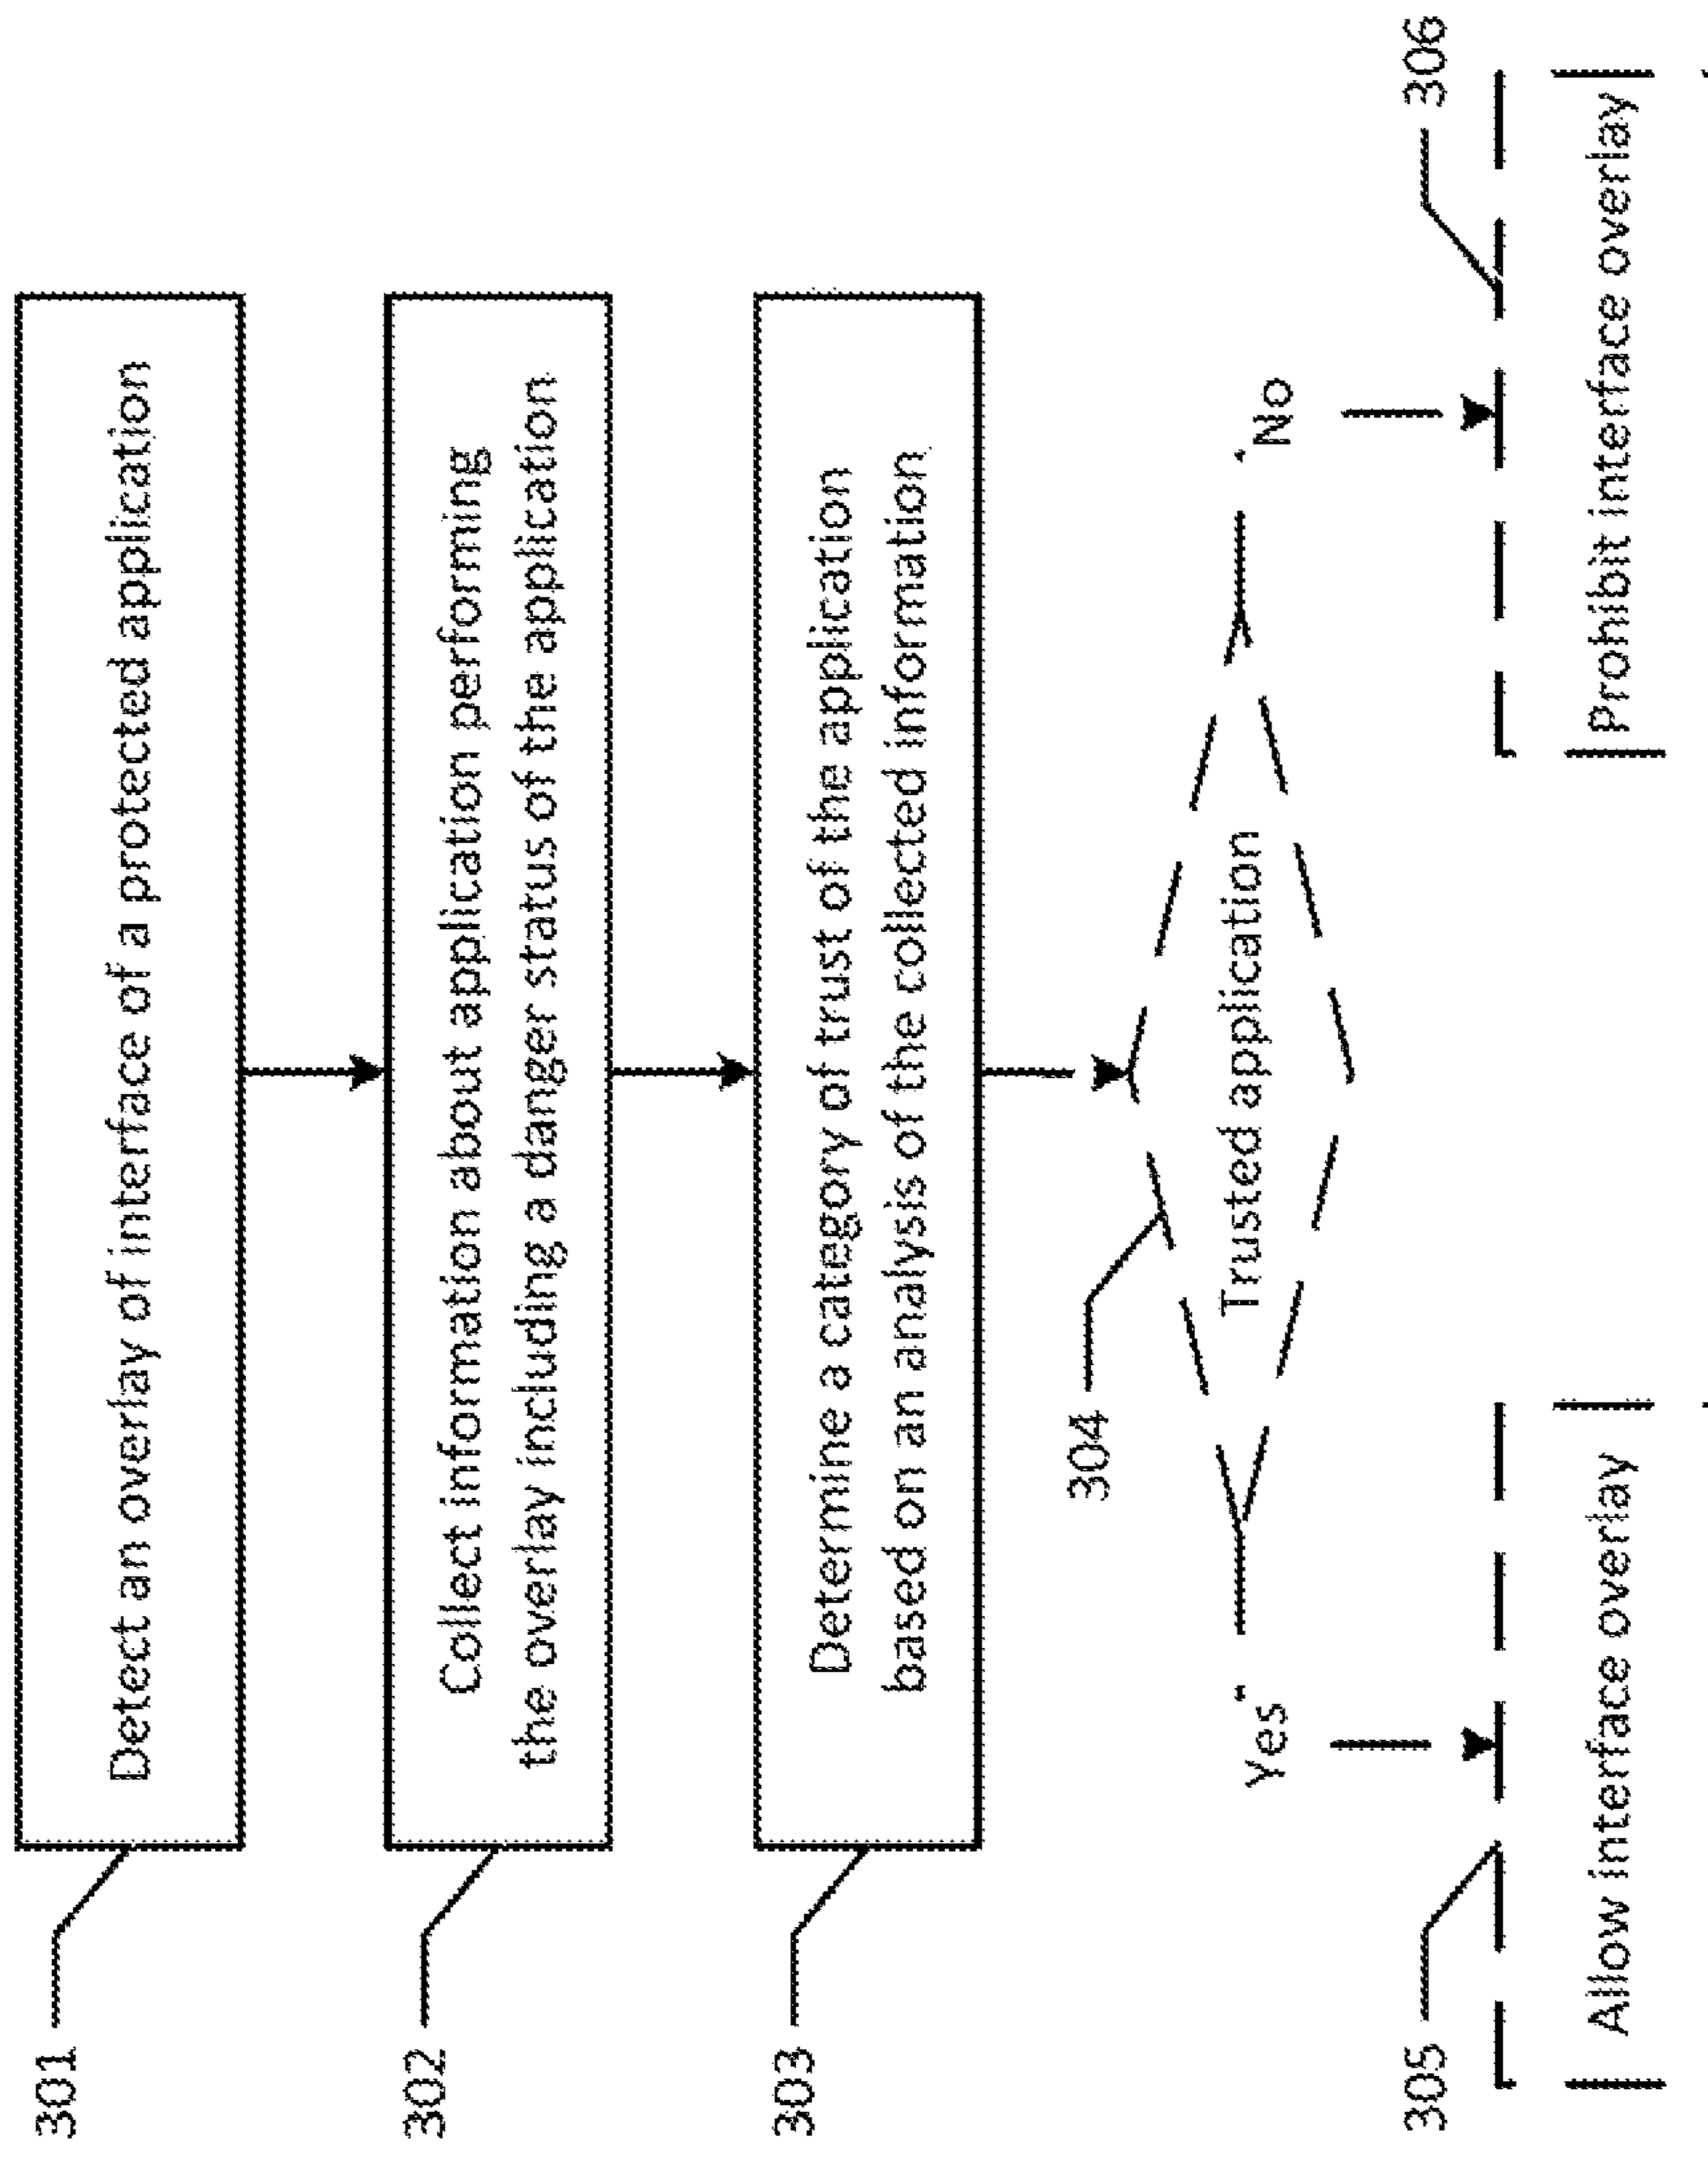 301
Detect an overlay of interface of a protected application
302
Collect information about application performing
the overlay including a danger status of the application
303
Determine a category of trust of the application
based on an analysis of the collected information
304
Trusted application
Yes
No
305
Allow interface overlay
306
Prohibit interface overlay